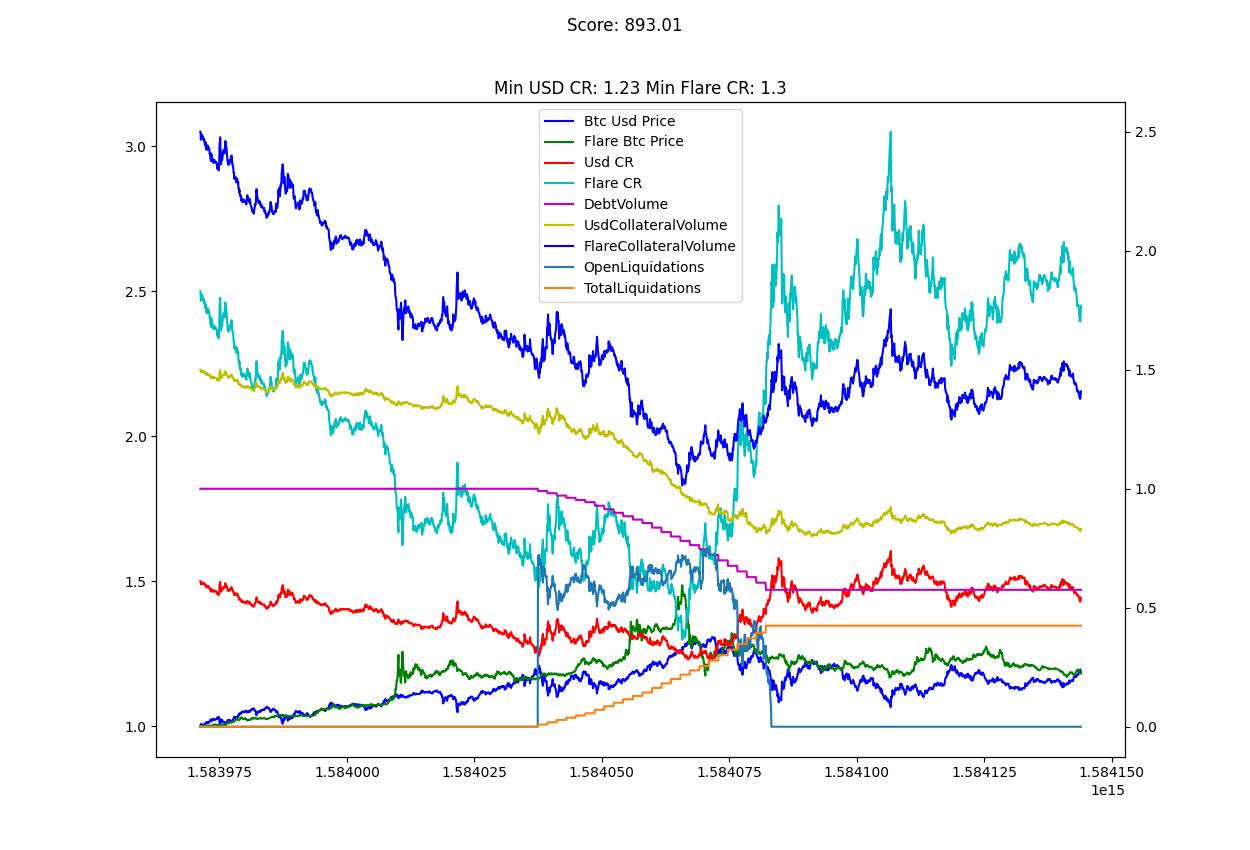 Score: 893.01
Min USD CR: 1.23 Min Flare CR: 1.3
Btc Usd Price
Flare Btc Price
Usd CR
Flare CR
DebtVolume
UsdCollateralVolume
FlareCollateralVolume
OpenLiquidations
TotalLiquidations
3.0
2.5
2.0
1.5
1.0
2.5
2.0
1.5
1.0
0.5
0.0
1.583975 1.584000 1.584025 1.584050 1.584075 1.584100 1.584125 1.584150
1e15